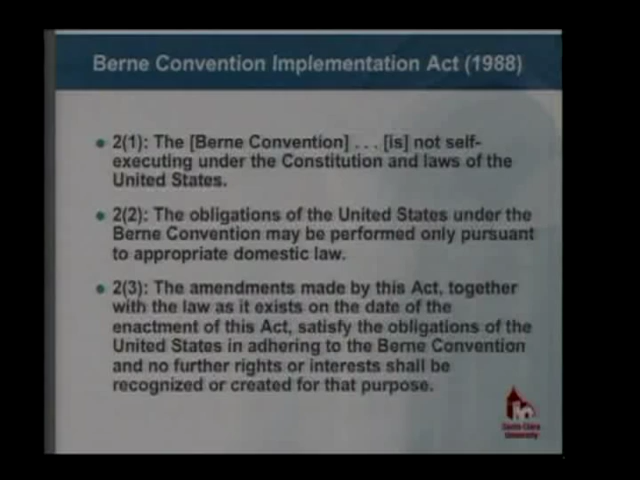 Berne Convention Implementation Act (1988)
2(1): The [Berne Convention] . . . [is] not self-
executing under the Constitution and laws of the
United States.
2(2): The obligations of the United States under the
Berne Convention may be performed only pursuant
to appropriate domestic law.
2(3): The amendments made by this Act, together
with the law as it exists on the date of the
enactment of this Act, satisfy the obligations of the
United States in adhering to the Berne Convention
and no further rights or interests shall be
recognized or created for that purpose.
Santa Clara
University